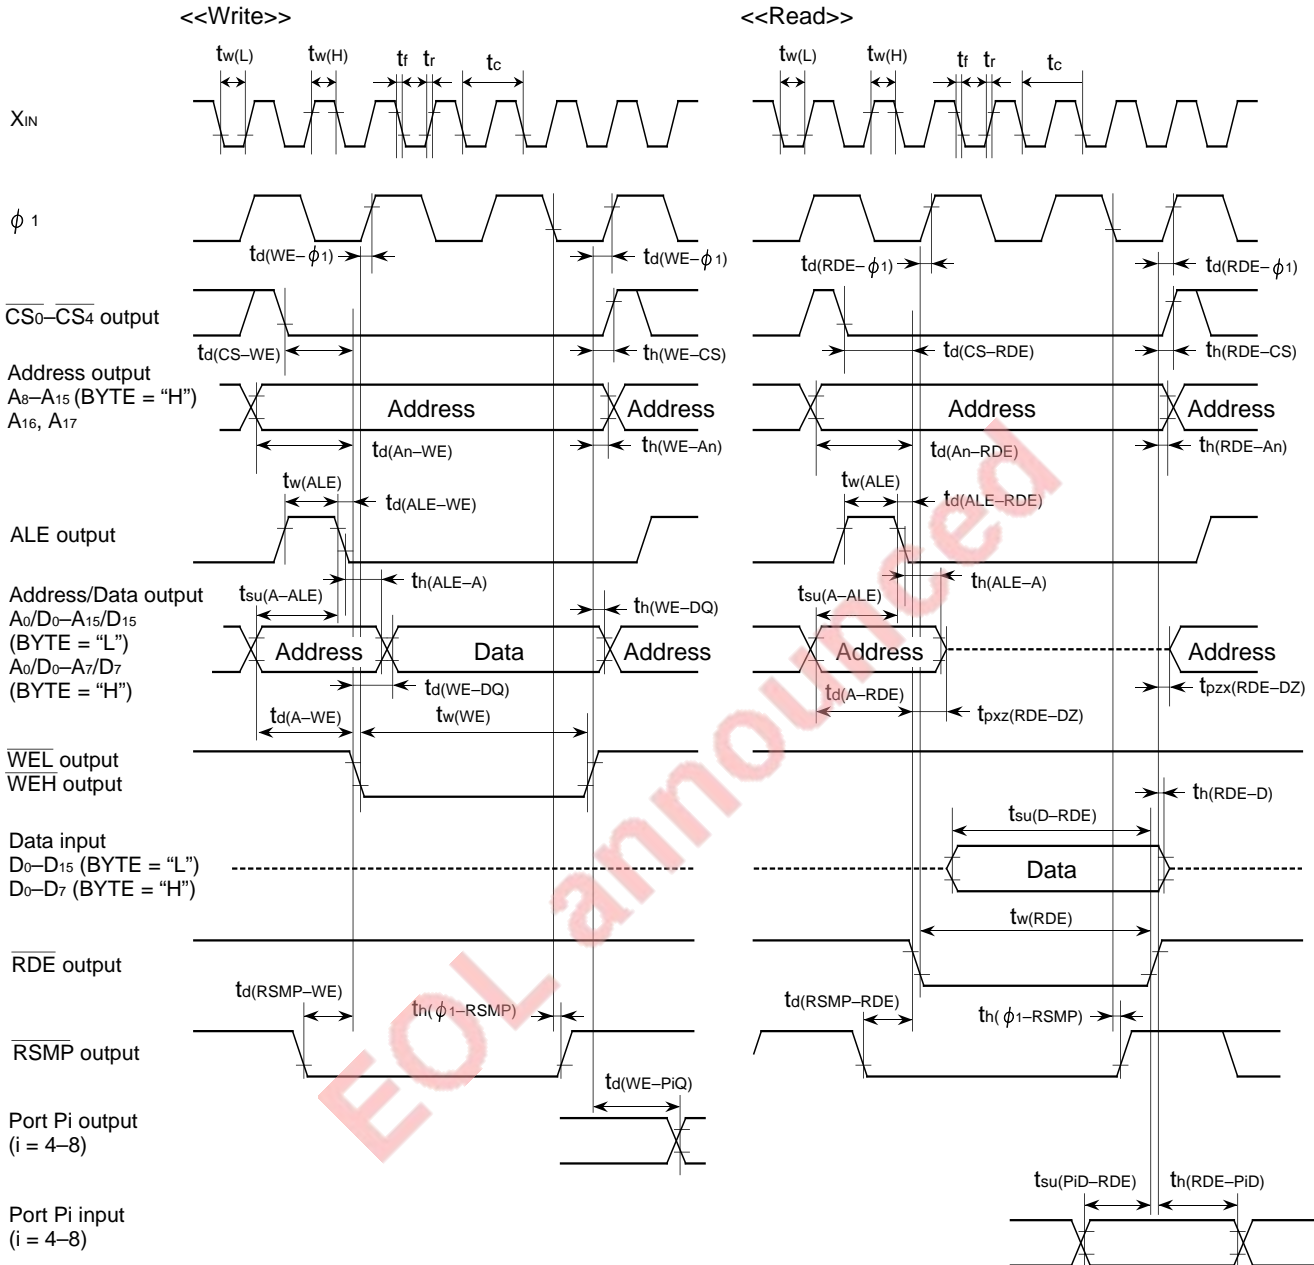 <<Write>> <<Read>>
tw(L) tw(H) tf tr tc tw(L) tw(H) tf tr tc
XIN
ϕ 1
td(WE–ϕ1) td(WE–ϕ1) td(RDE–ϕ1) td(RDE–ϕ1)
CS0–CS4 output
td(CS–WE) th(WE–CS) td(CS–RDE) th(RDE–CS)
Address output
A8–A15 (BYTE = “H”)
A16, A17
Address Address Address Address
td(An–WE) th(WE–An) td(An–RDE) th(RDE–An)
tw(ALE) td(ALE–WE) tw(ALE) td(ALE–RDE)
ALE output
th(ALE–A) th(ALE–A)
Address/Data output
A0/D0–A15/D15
(BYTE = “L”)
A0/D0–A7/D7
(BYTE = “H”)
tsu(A–ALE) th(WE–DQ) tsu(A–ALE)
Address Data Address Address Address
td(WE–DQ) tpzx(RDE–DZ)
td(A–WE) tw(WE) td(A–RDE) tpxz(RDE–DZ)
WEL output
WEH output
th(RDE–D)
tsu(D–RDE)
Data input
D0–D15 (BYTE = “L”)
D0–D7 (BYTE = “H”)
Data
tw(RDE)
RDE output
td(RSMP–WE) th(ϕ1–RSMP) td(RSMP–RDE) th(ϕ1–RSMP)
RSMP output
td(WE–PiQ)
Port Pi output
(i = 4–8)
tsu(PiD–RDE) th(RDE–PiD)
Port Pi input
(i = 4–8)
EOL announced